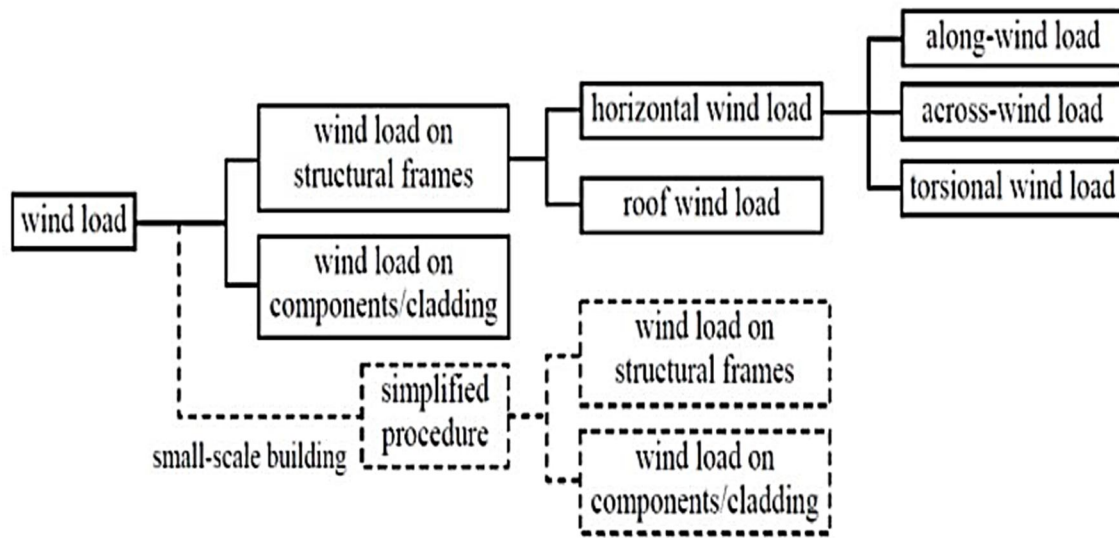 wind load
wind load on
structural frames
wind load on
components/cladding
horizontal wind load
roof wind load
along-wind load
across-wind load
torsional wind load
small-scale building
simplified
procedure
wind load on
structural frames
wind load on
components/cladding